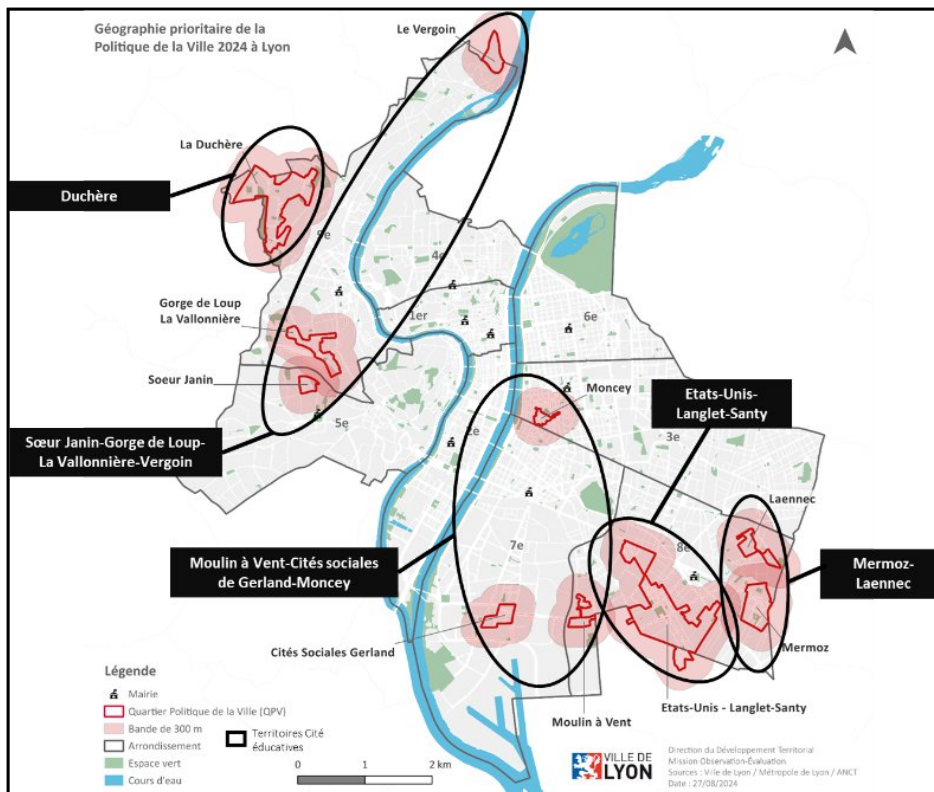 Géographie prioritaire de la
Politique de la Ville 2024 à Lyon
Le Vergoin
La Duchère
Duchère
9e
4e
Gorge de Loup
La Vallonnière
1er
6e
Soeur Janin
Moncey
Etats-Unis-
Langlet-Santy
5e
2e
3e
Sœur Janin-Gorge de Loup-
La Vallonnière-Vergoin
Laennec
7e
8e
Moulin à Vent-Cités sociales
de Gerland-Moncey
Mermoz-
Laennec
Cités Sociales Gerland
Mermoz
Moulin à Vent
Etats-Unis - Langlet-Santy
Légende
Mairie
Quartier Politique de la Ville (QPV)
Bande de 300 m
Arrondissement
Espace vert
Cours d'eau
Territoires Cité
éducatives
0 1 2 km
VILLE DE
LYON
Direction du Développement Territorial
Mission Observation-Évaluation
Sources : Ville de Lyon / Métropole de Lyon / ANCT
Date : 27/08/2024